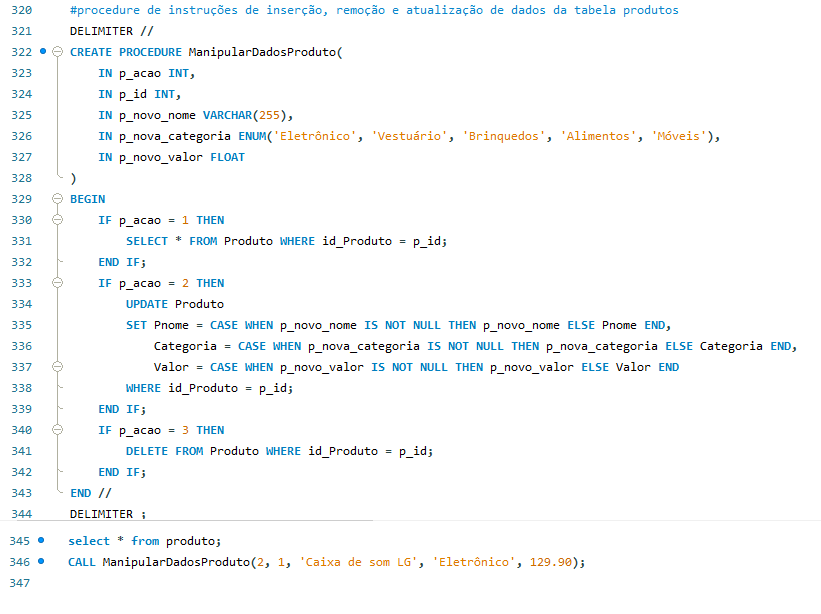 320 #procedure de instruções de inserção, remoção e atualização de dados da tabela produtos
321 DELIMITER //
322 CREATE PROCEDURE ManipularDadosProduto(
323 IN p_acao INT,
324 IN p_id INT,
325 IN p_novo_nome VARCHAR(255),
326 IN p_nova_categoria ENUM('Eletrônico', 'Vestuário', 'Brinquedos', 'Alimentos', 'Móveis'),
327 IN p_novo_valor FLOAT
328 )
329 BEGIN
330 IF p_acao = 1 THEN
331 SELECT * FROM Produto WHERE id_Produto = p_id;
332 END IF;
333 IF p_acao = 2 THEN
334 UPDATE Produto
335 SET Pnome = CASE WHEN p_novo_nome IS NOT NULL THEN p_novo_nome ELSE Pnome END,
336 Categoria = CASE WHEN p_nova_categoria IS NOT NULL THEN p_nova_categoria ELSE Categoria END,
337 Valor = CASE WHEN p_novo_valor IS NOT NULL THEN p_novo_valor ELSE Valor END
338 WHERE id_Produto = p_id;
339 END IF;
340 IF p_acao = 3 THEN
341 DELETE FROM Produto WHERE id_Produto = p_id;
342 END IF;
343 END //
344 DELIMITER ;
345 select * from produto;
346 CALL ManipularDadosProduto(2, 1, 'Caixa de som LG', 'Eletrônico', 129.90);
347